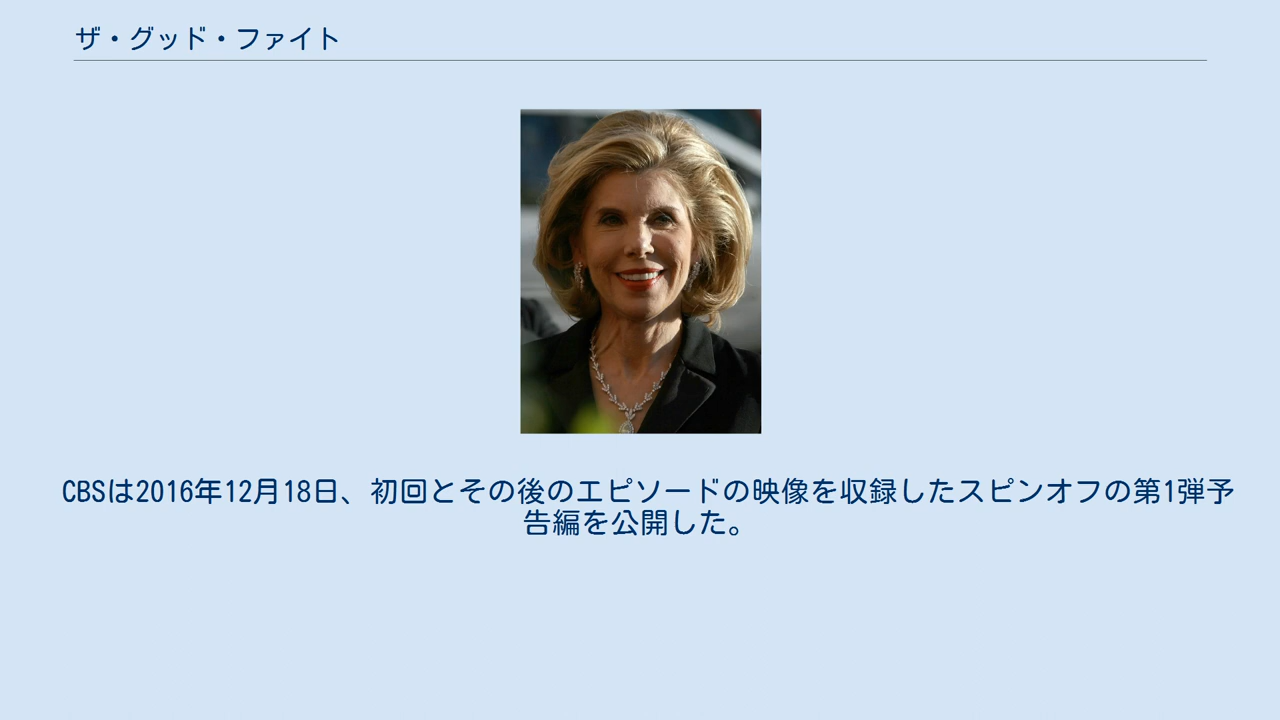 ザ・グッド・ファイト
CBSは2016年12月18日、初回とその後のエピソードの映像を収録したスピンオフの第1弾予
告編を公開した。